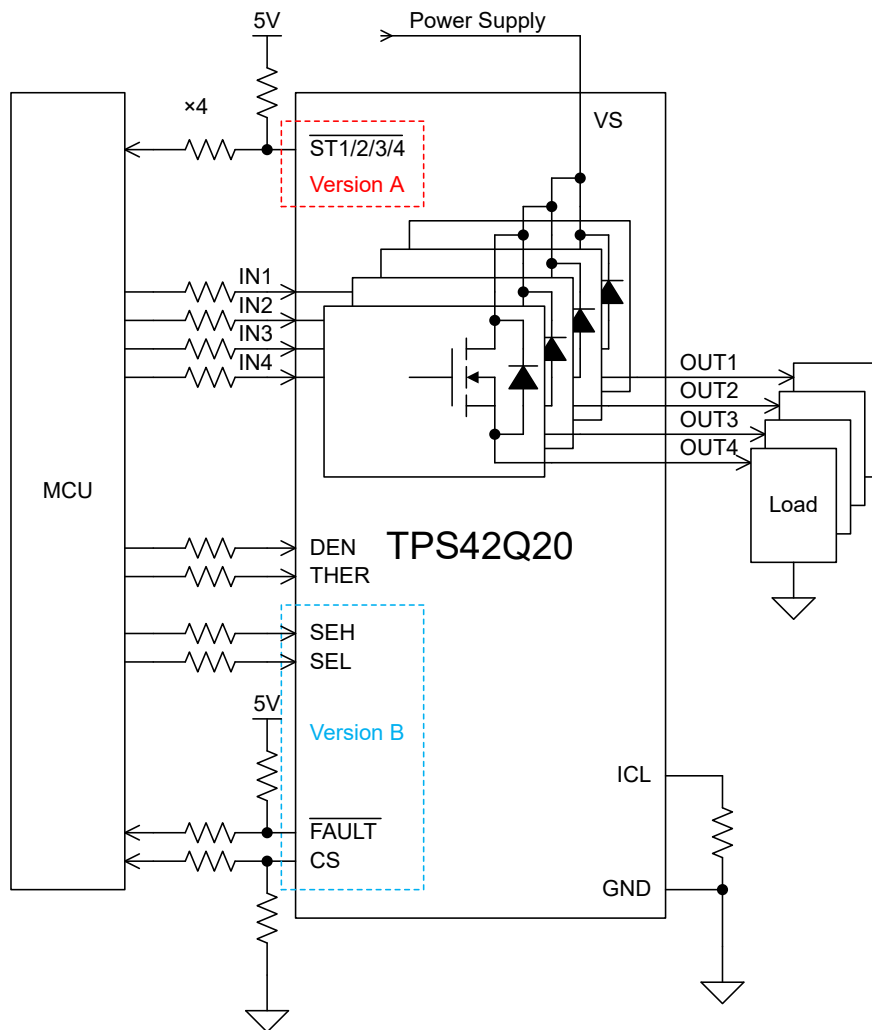 5V
Power Supply
×4
VS
ST1/2/3/4
Version A
IN1
IN2
IN3
IN4
OUT1
OUT2
OUT3
OUT4
MCU
Load
TPS42Q20
DEN
THER
SEH
SEL
5V
Version B
ICL
FAULT
CS
GND